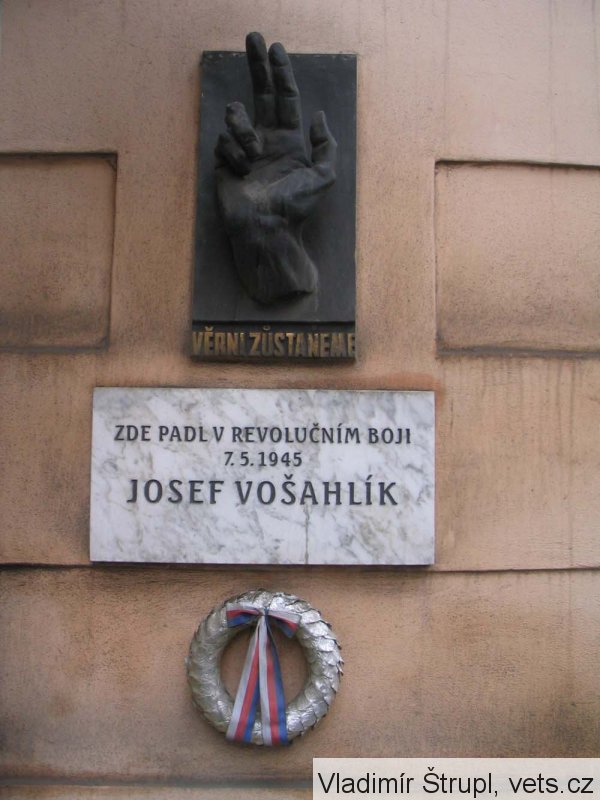 VĚRNI ZŮSTANEME
ZDE PADL V REVOLUČNÍM BOJI
7. 5. 1945
JOSEF VOŠAHLÍK
Vladimír Štrupl, vets.cz